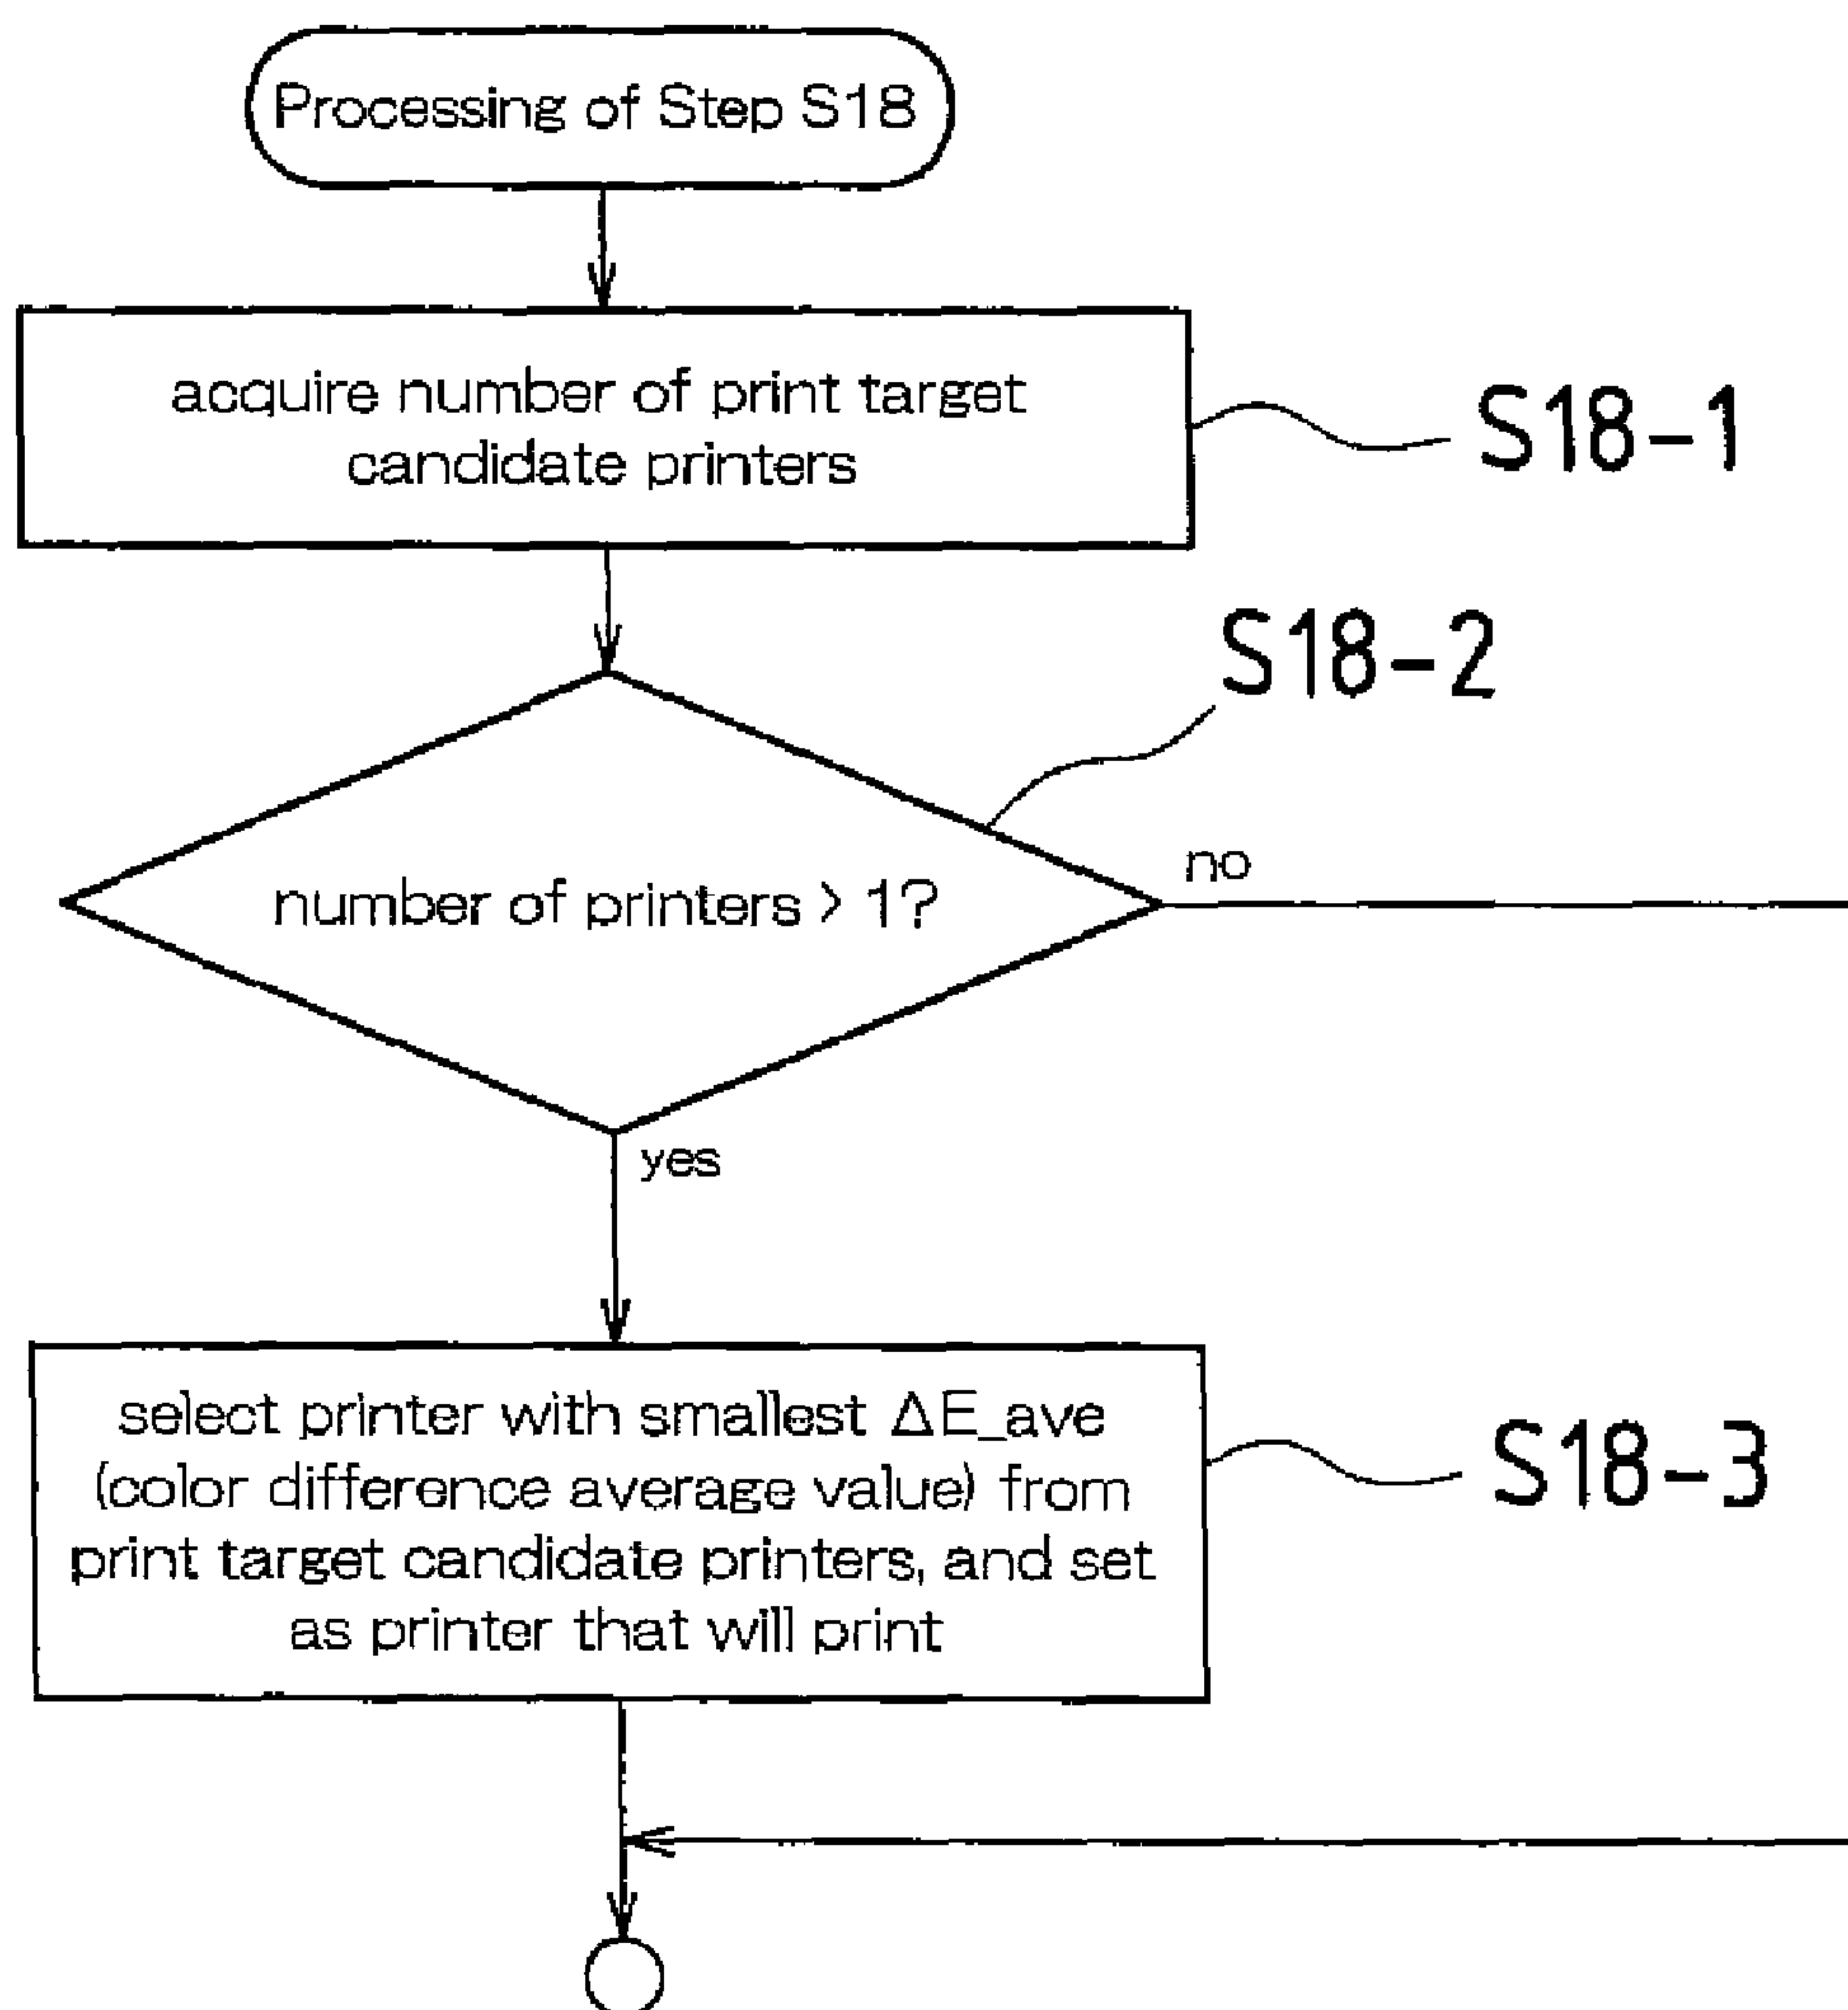 Processing of Step S18
acquire number of print target
candidate printers
S18-1
S18-2
number of printers > 1?
no
yes
select printer with smallest ΔE_ave
(color difference average value) from
print target candidate printers, and set
as printer that will print
S18-3